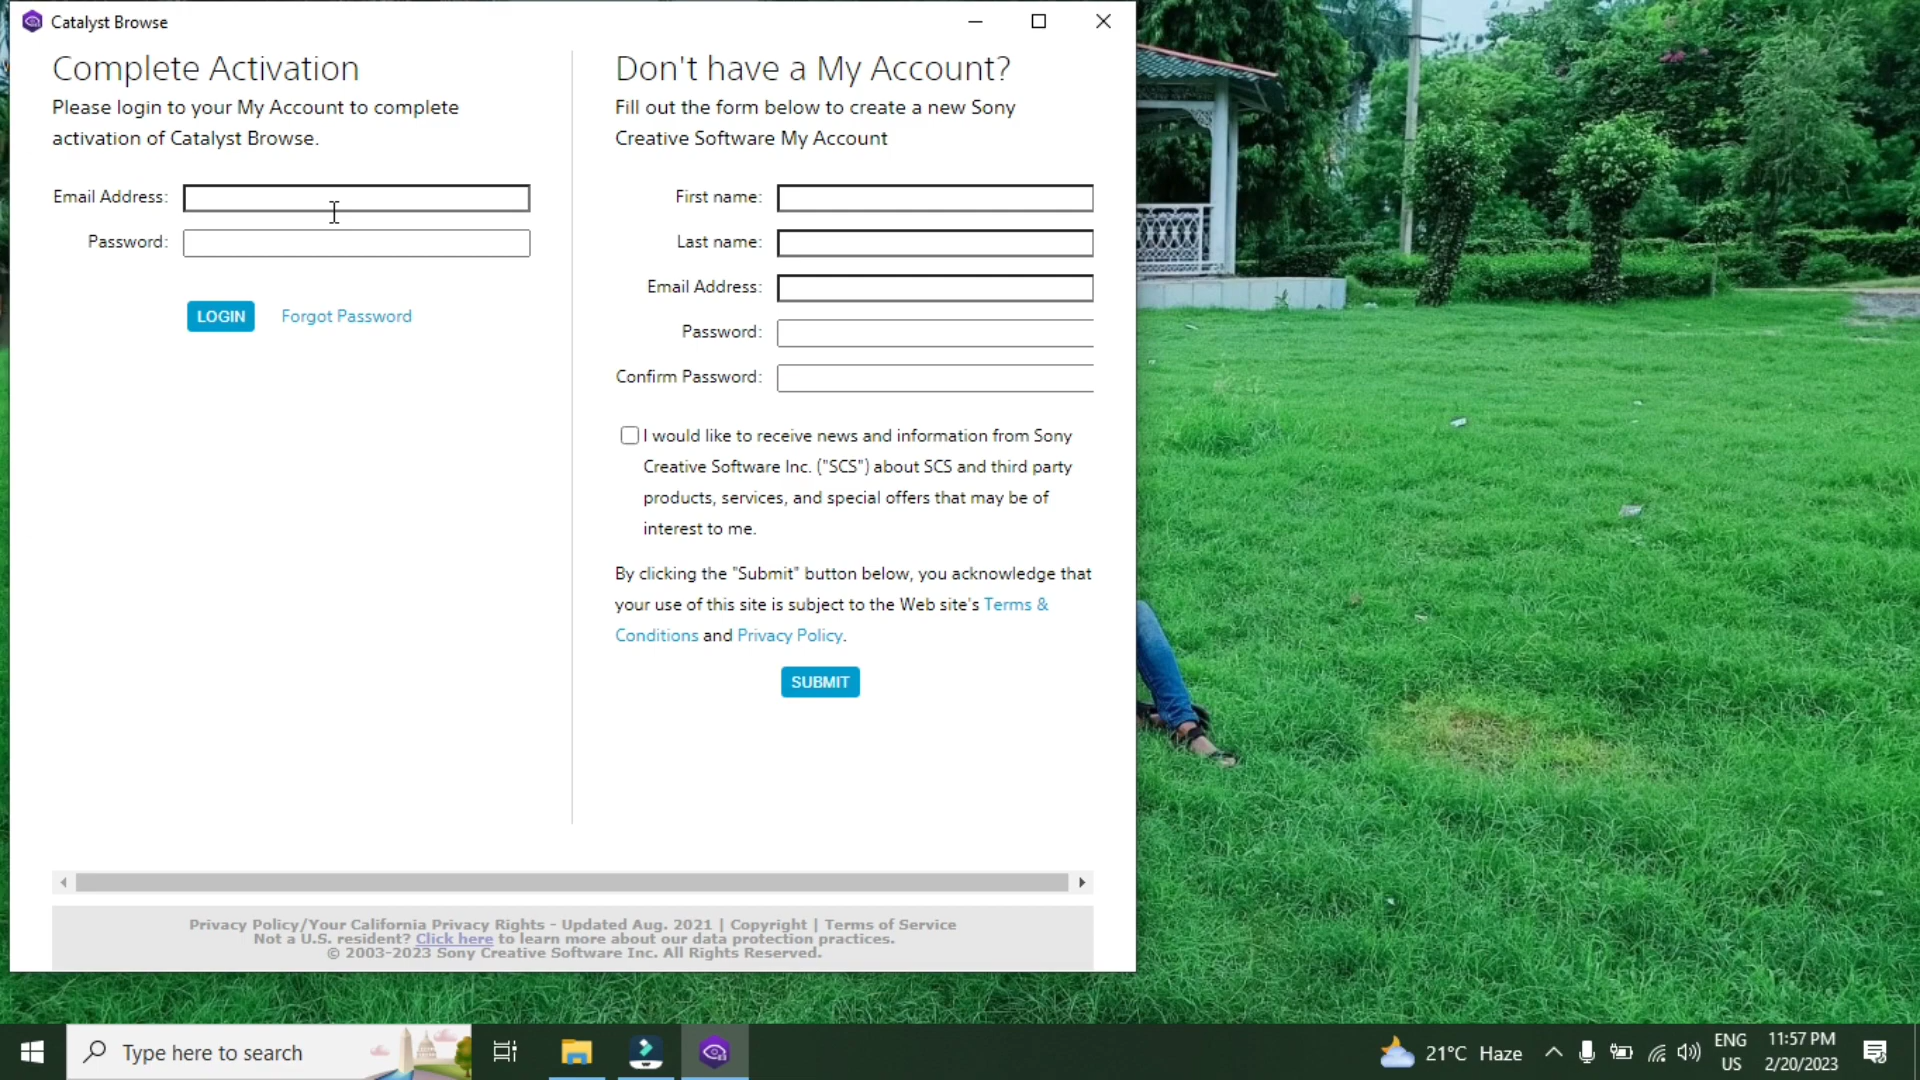 Catalyst Browse
Complete Activation
Please login to your My Account to complete
activation of Catalyst Browse.
Email Address:
Password:
LOGIN
Forgot Password
Don't have a My Account?
Fill out the form below to create a new Sony
Creative Software My Account
First name:
Last name:
Email Address:
Password:
Confirm Password:
I would like to receive news and information from Sony
Creative Software Inc. ("SCS") about SCS and third party
products, services, and special offers that may be of
interest to me.
By clicking the "Submit" button below, you acknowledge that
your use of this site is subject to the Web site's Terms &
Conditions and Privacy Policy.
SUBMIT
Privacy Policy/Your California Privacy Rights - Updated Aug. 2021 | Copyright | Terms of Service
Not a U.S. resident? Click here to learn more about our data protection practices.
© 2003-2023 Sony Creative Software Inc. All Rights Reserved.
Type here to search
21°C Haze
ENG
US
11:57 PM
2/20/2023